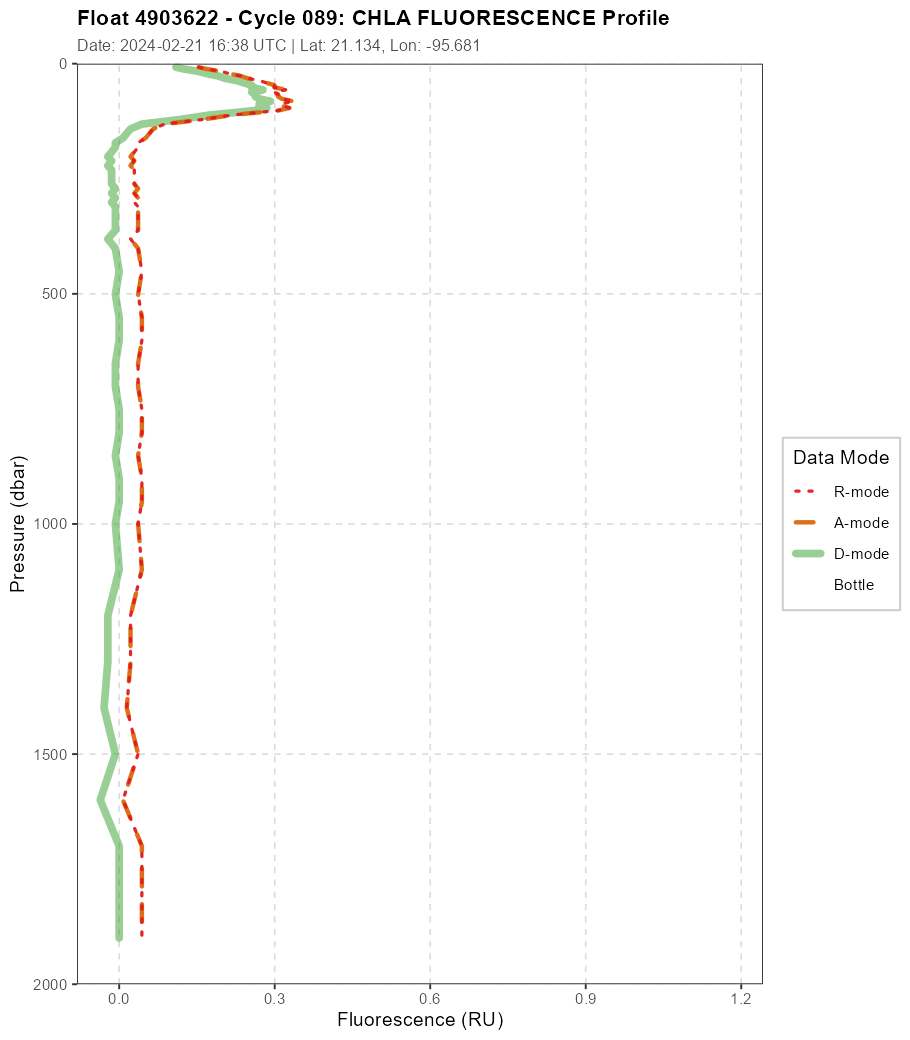 Float 4903622 - Cycle 089: CHLA FLUORESCENCE Profile
Date: 2024-02-21 16:38 UTC | Lat: 21.134, Lon: -95.681
0
500
1000
1500
2000
Pressure (dbar)
0.0
0.3
0.6
0.9
1.2
Fluorescence (RU)
Data Mode
R-mode
A-mode
D-mode
Bottle